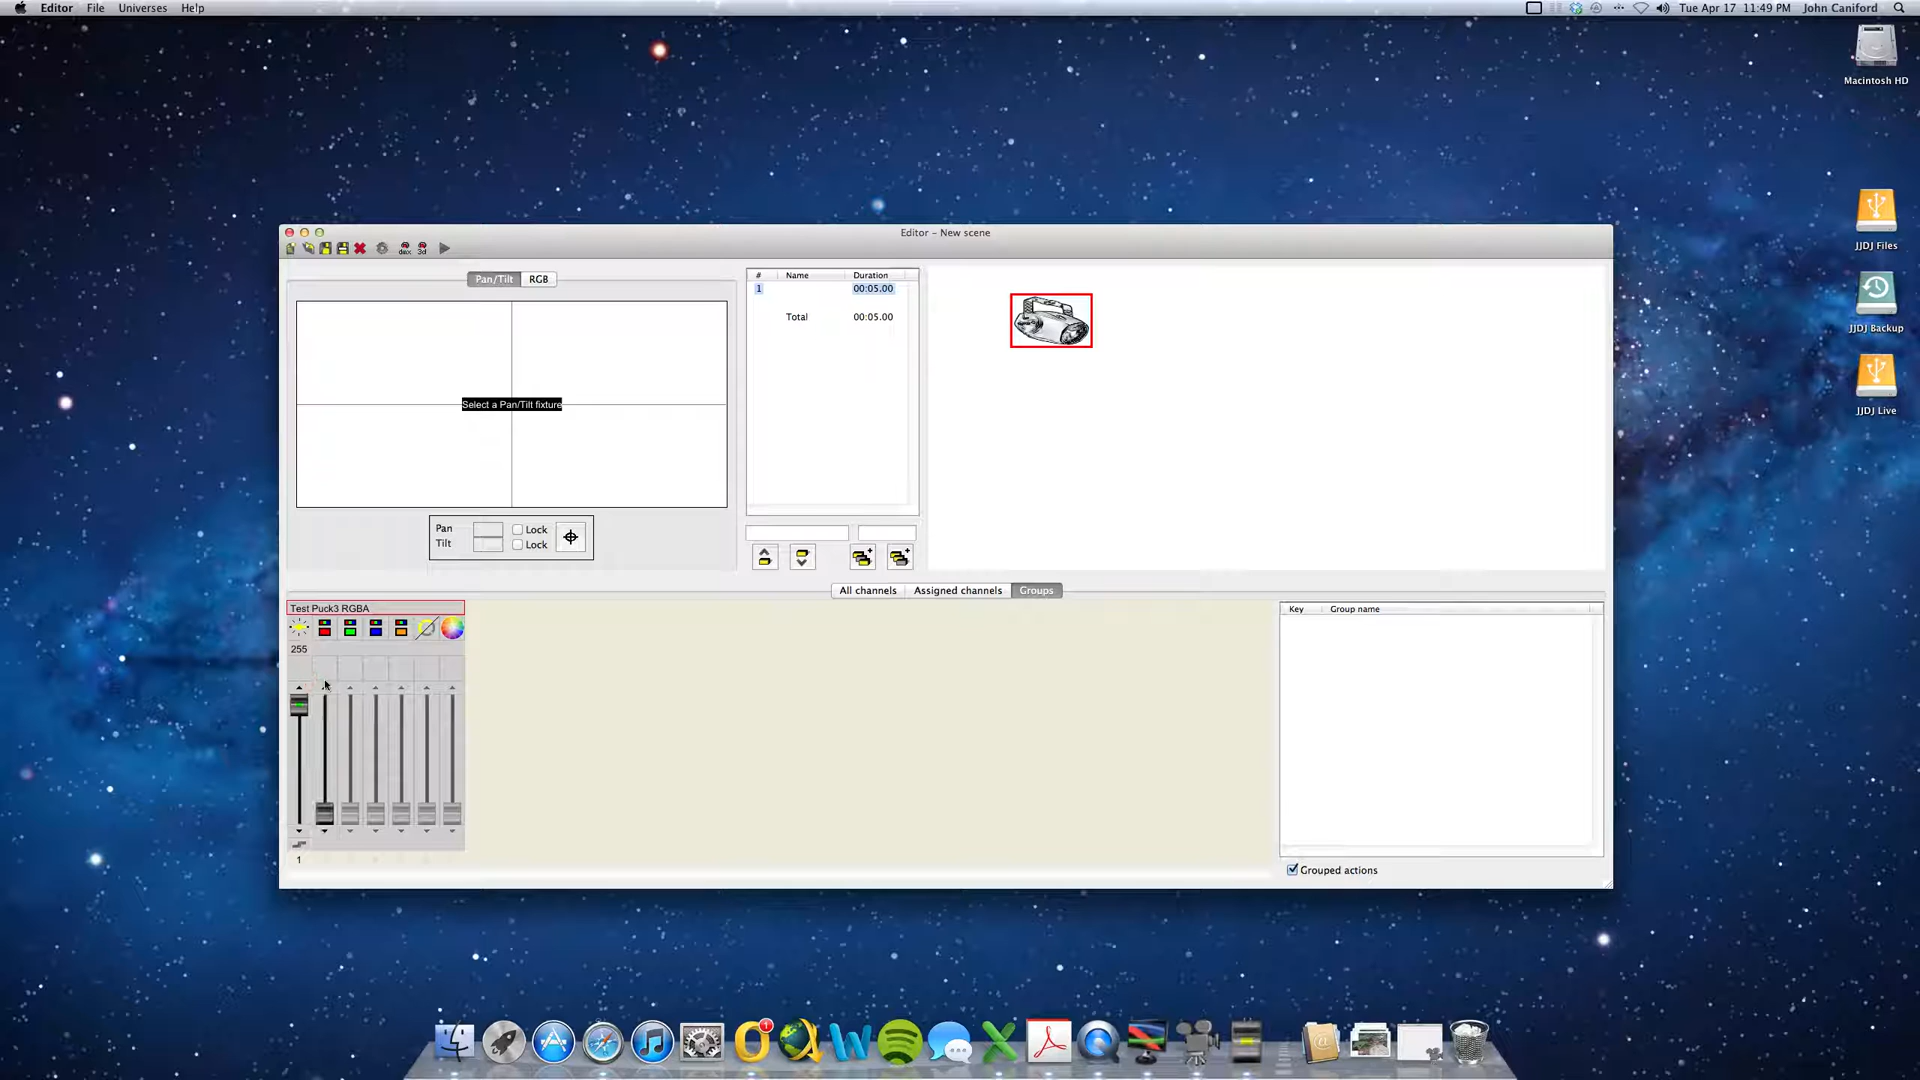 Editor File Universes Help
Tue Apr 17 11:49 PM John Caniford
Macintosh HD
JJDJ Files
JJDJ Backup
JJDJ Live
Editor – New scene
dmx 3d
Pan/Tilt RGB
Select a Pan/Tilt fixture
Pan Lock
Tilt Lock
# Name Duration
1 00:05.00
Total 00:05.00
All channels Assigned channels Groups
Test Puck3 RGBA
255
1
Key Group name
Grouped actions
1